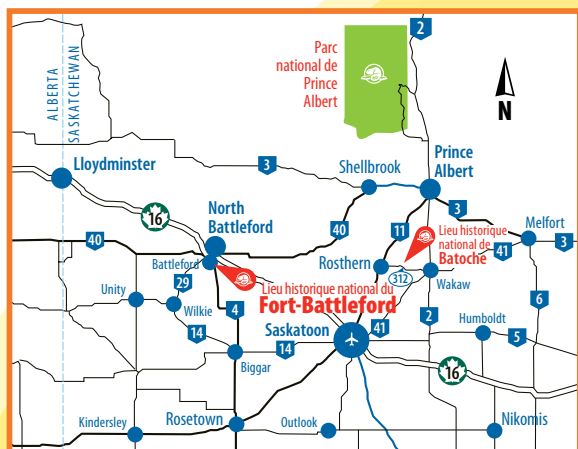 2
Parc
national de
Prince
Albert
N
ALBERTA
SASKATCHEWAN
Lloydminster
3
Shellbrook
Prince
Albert
16
North
Battleford
40
11
3
Lieu historique
national de
Batoche
Melfort
40
41
3
Battleford
Rosthern
312
Wakaw
29
Lieu historique national du
Fort-Battleford
Unity
Wilkie
4
2
6
Saskatoon
41
Humboldt
5
14
14
Biggar
16
Kindersley
Rosetown
Outlook
Nikomis